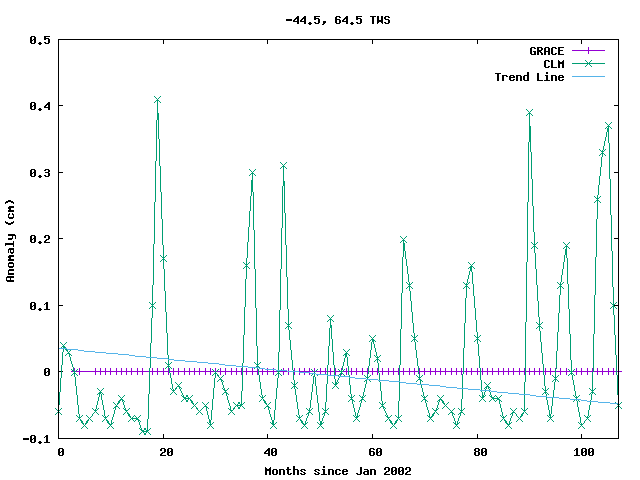 -44.5, 64.5 TWS
GRACE
CLM
Trend Line
Anomaly (cm)
0.5
0.4
0.3
0.2
0.1
0
-0.1
0 20 40 60 80 100
Months since Jan 2002